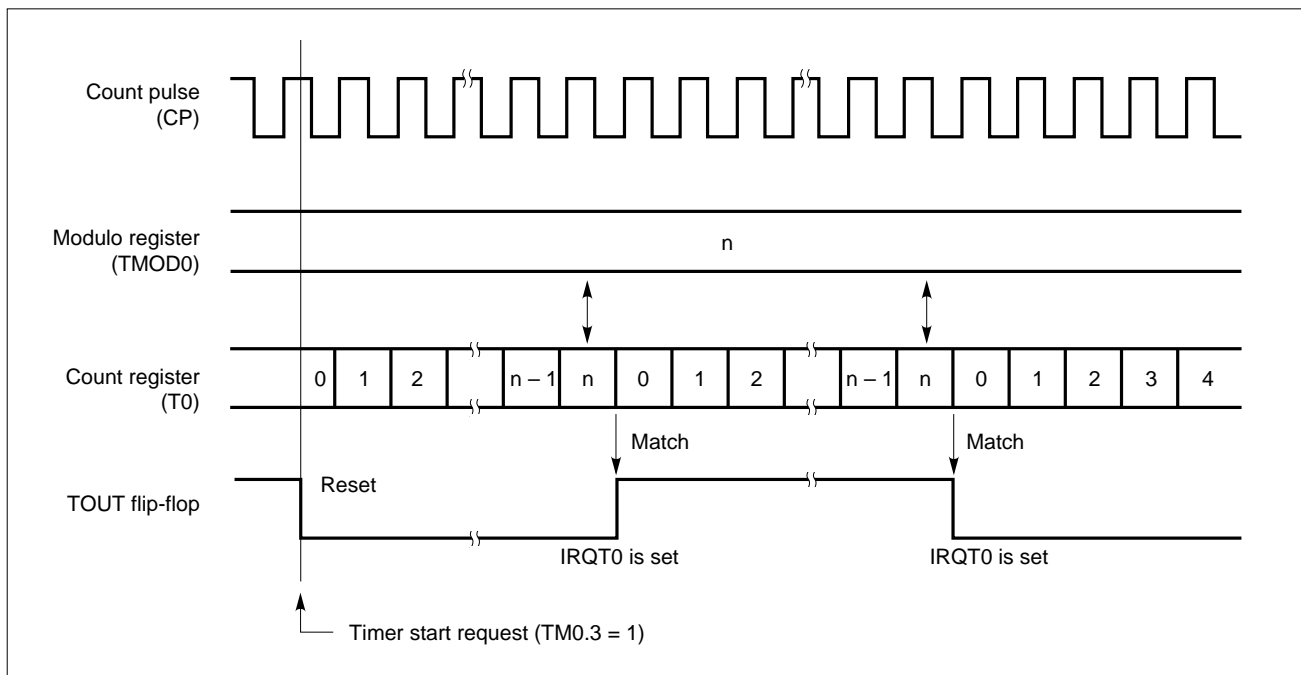 Count pulse
(CP)
Modulo register
(TMOD0)
n
Count register
(T0)
0 1 2 n – 1 n 0 1 2 n – 1 n 0 1 2 3 4
Match Match
TOUT flip-flop
Reset
IRQT0 is set IRQT0 is set
Timer start request (TM0.3 = 1)